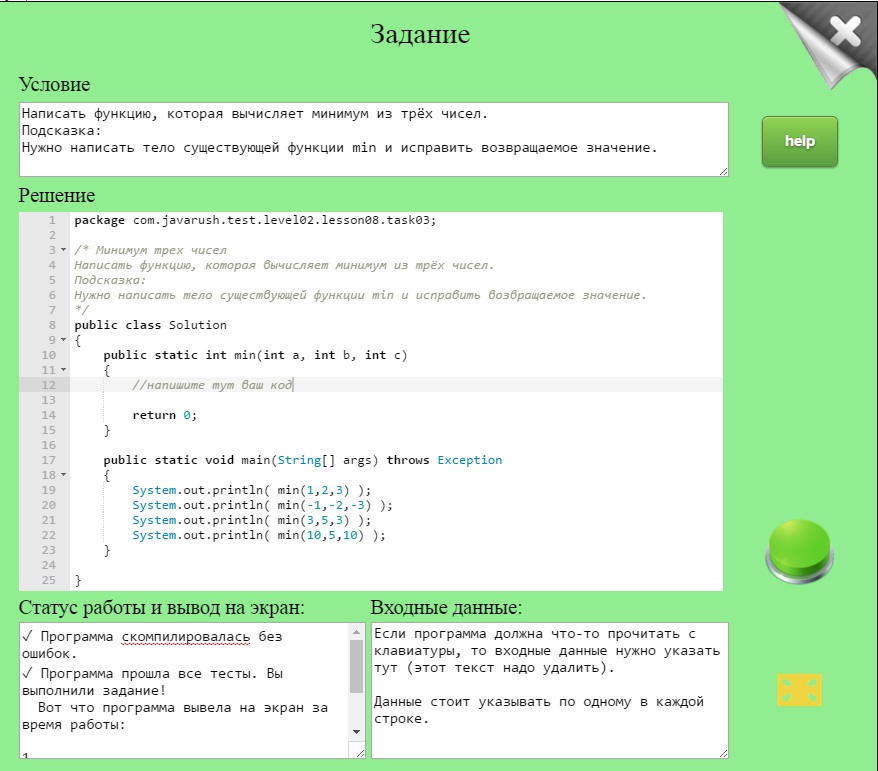 Задание
Условие
Написать функцию, которая вычисляет минимум из трёх чисел.
Подсказка:
Нужно написать тело существующей функции min и исправить возвращаемое значение.
help
Решение
1 package com.javarush.test.level02.lesson08.task03;
2
3 /* Минимум трех чисел
4 Написать функцию, которая вычисляет минимум из трёх чисел.
5 Подсказка:
6 Нужно написать тело существующей функции min и исправить возвращаемое значение.
7 */
8 public class Solution
9 {
10 public static int min(int a, int b, int c)
11 {
12 //напишите тут ваш код
13
14 return 0;
15 }
16
17 public static void main(String[] args) throws Exception
18 {
19 System.out.println( min(1,2,3) );
20 System.out.println( min(-1,-2,-3) );
21 System.out.println( min(3,5,3) );
22 System.out.println( min(10,5,10) );
23 }
24
25 }
Статус работы и вывод на экран:
✓ Программа скомпилировалась без
ошибок.
✓ Программа прошла все тесты. Вы
выполнили задание!
Вот что программа вывела на экран за
время работы:
1
Входные данные:
Если программа должна что-то прочитать с
клавиатуры, то входные данные нужно указать
тут (этот текст надо удалить).
Данные стоит указывать по одному в каждой
строке.